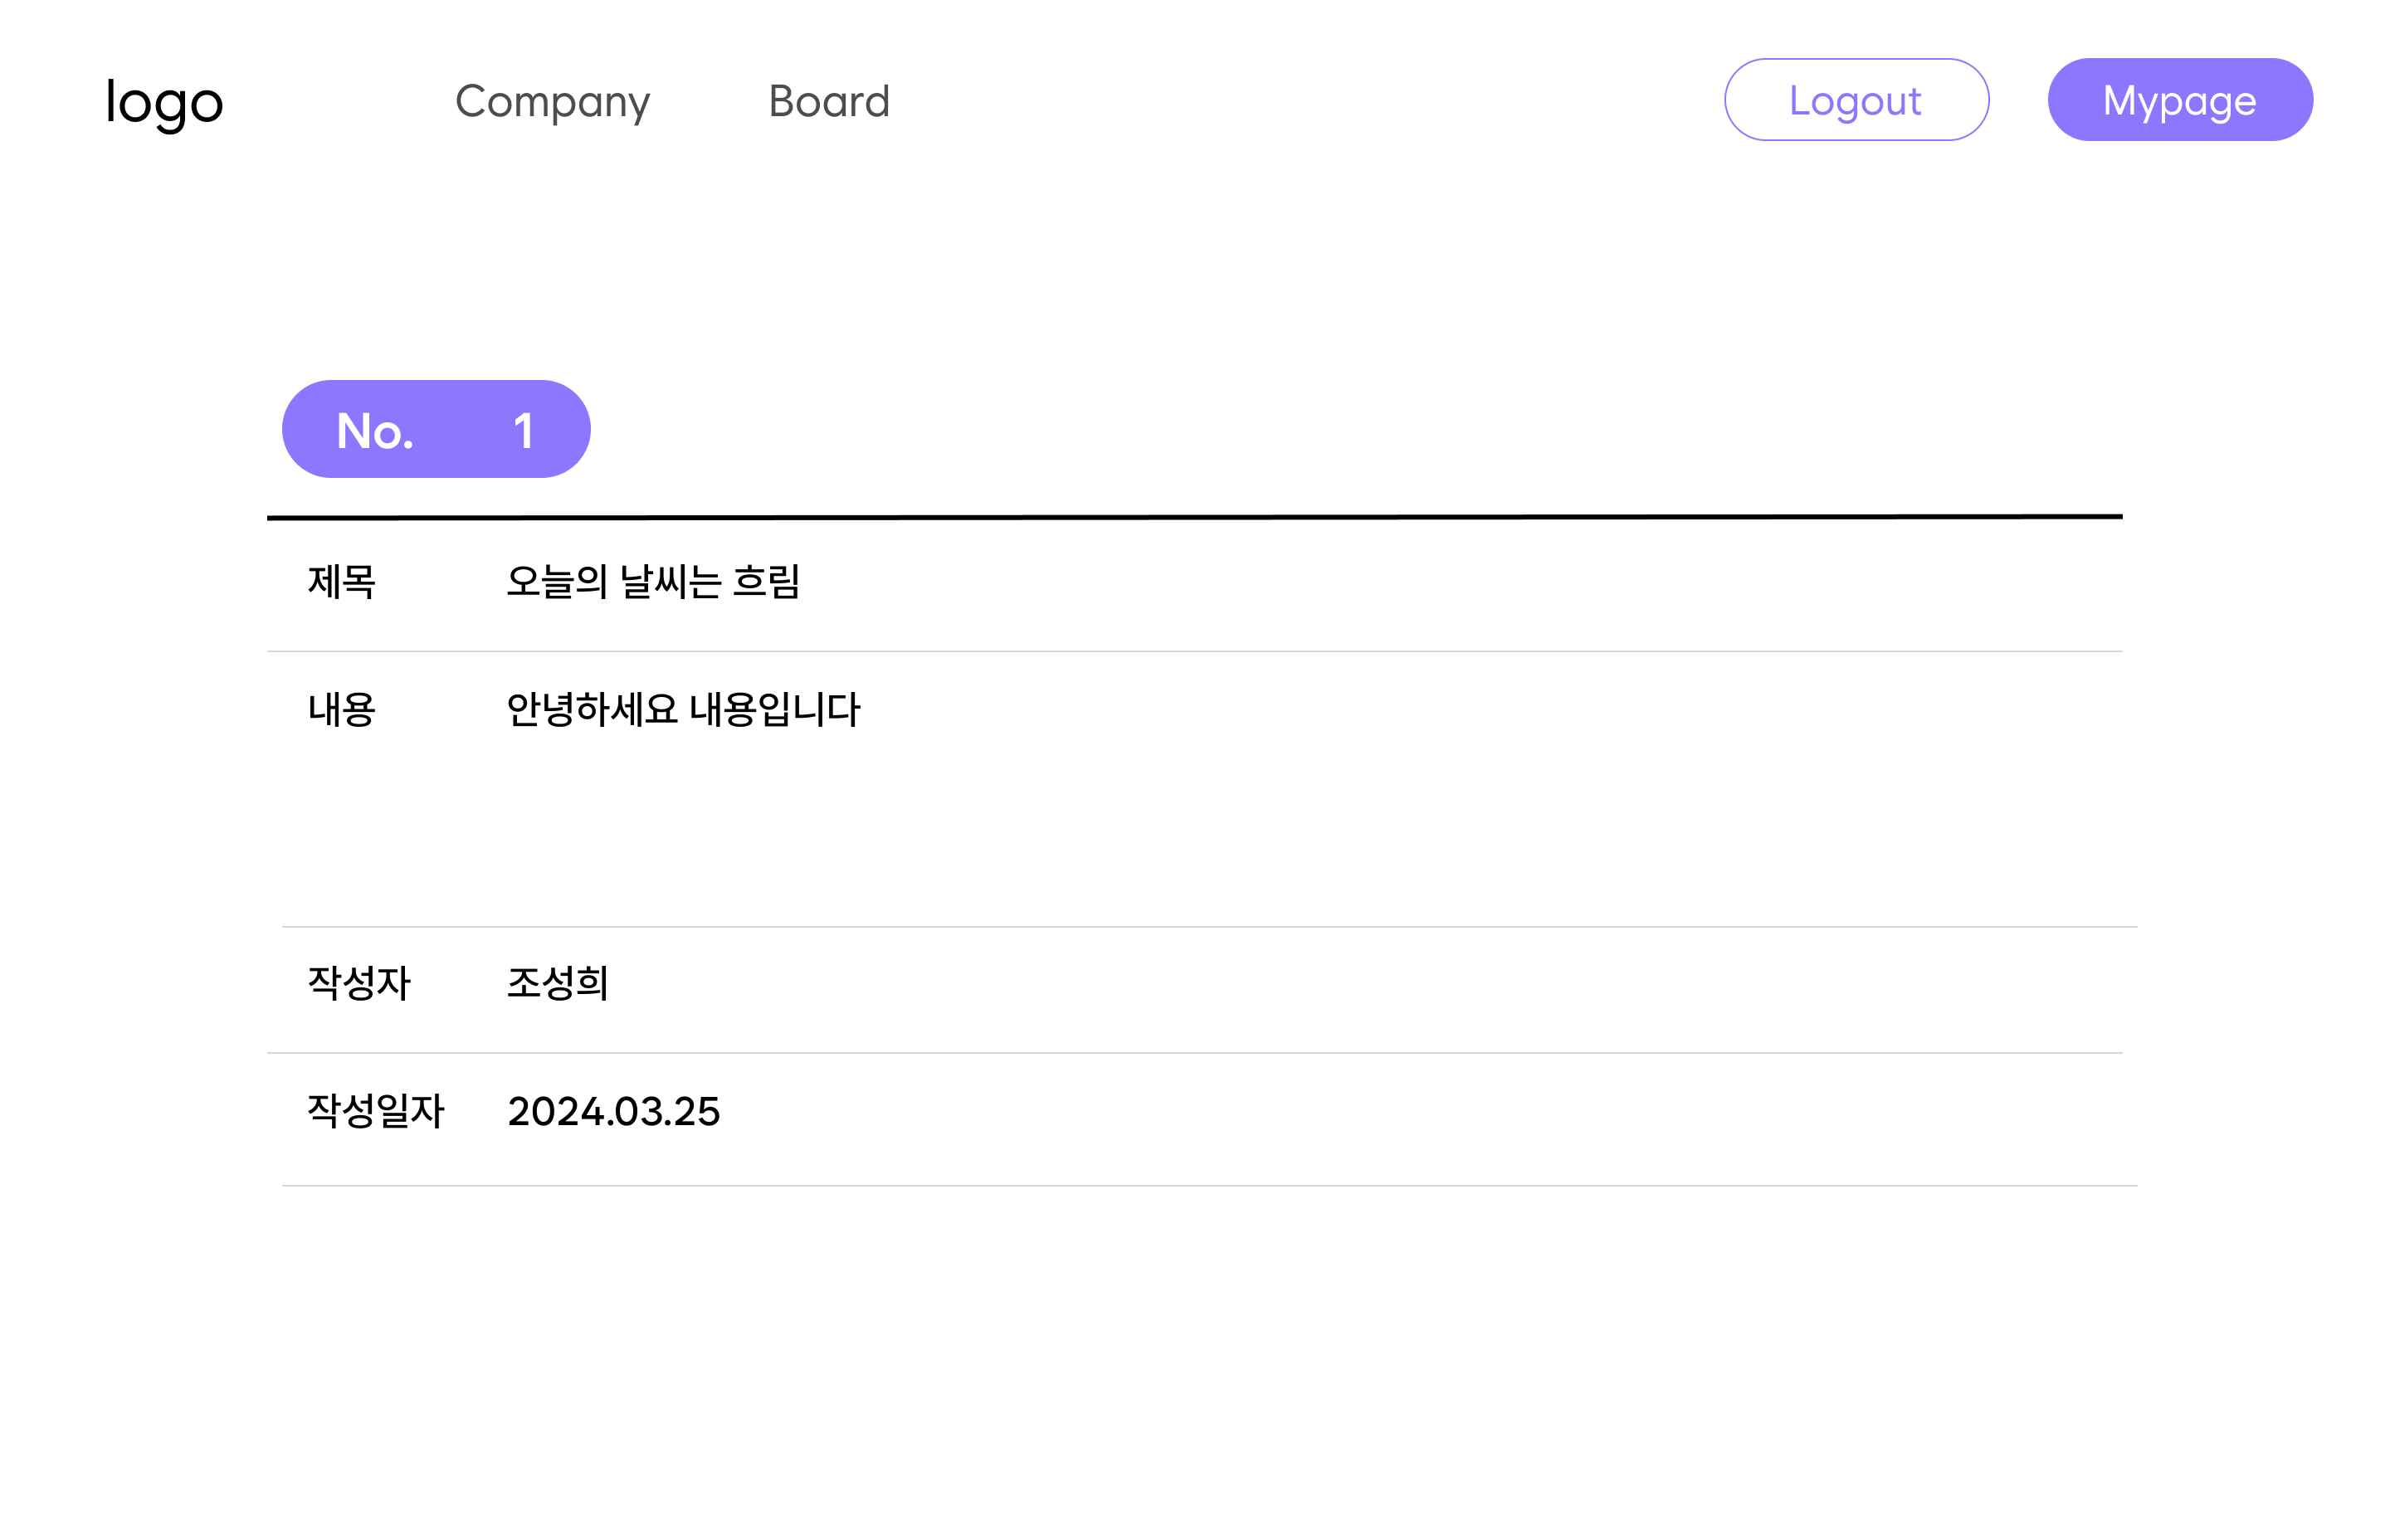 logo Company Board Logout Mypage
No. 1
제목 오늘의 날씨는 흐림
내용 안녕하세요 내용입니다
작성자 조성희
작성일자 2024.03.25